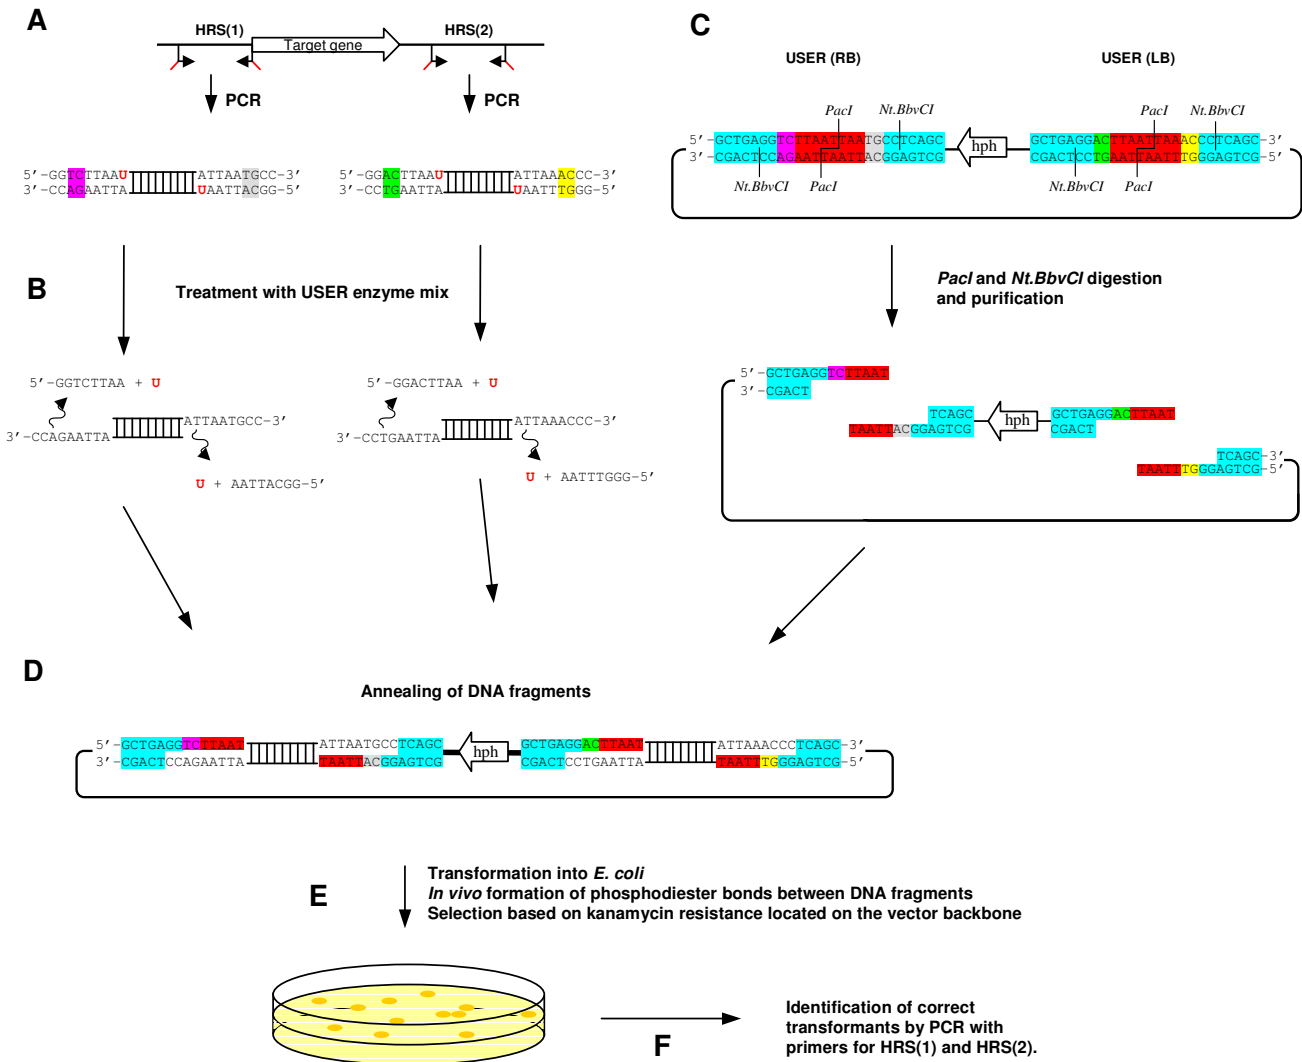 A
HRS(1)
HRS(2)
Target gene
PCR
PCR
5′-GGTCTTAAU
ATTAATGCC-3′
3′-CCAGAATTA
UAATTACGG-5′
5′-GGACTTAAU
ATTAAACCC-3′
3′-CCTGAATTA
UAATTTGGG-5′
B
Treatment with USER enzyme mix
5′-GGTCTTAA + U
ATTAATGCC-3′
3′-CCAGAATTA
U + AATTACGG-5′
5′-GGACTTAA + U
ATTAAACCC-3′
3′-CCTGAATTA
U + AATTTGGG-5′
C
USER (RB)
USER (LB)
PacI
Nt.BbvCI
PacI
Nt.BbvCI
5′-GCTGAGGTCTTAATTAATGCCTCAGC
hph
GCTGAGGACTTAATTAAACCCTCAGC-3′
3′-CGACTCCAGAATTAATTACGGAGTCG
CGACTCCTGAATTAATTTGGGAGTCG-5′
Nt.BbvCI
PacI
Nt.BbvCI
PacI
PacI and Nt.BbvCI digestion
and purification
5′-GCTGAGGTCTTAAT
3′-CGACT
TCAGC
hph
GCTGAGGACTTAAT
TAATTACGGAGTCG
CGACT
TCAGC-3′
TAATTTGGGAGTCG-5′
D
Annealing of DNA fragments
5′-GCTGAGGTCTTAAT
ATTAATGCCTCAGC
hph
GCTGAGGACTTAAT
ATTAAACCCTCAGC-3′
3′-CGACTCCAGAATTA
TAATTACGGAGTCG
CGACTCCTGAATTA
TAATTTGGGAGTCG-5′
E
Transformation into E. coli
In vivo formation of phosphodiester bonds between DNA fragments
Selection based on kanamycin resistance located on the vector backbone
F
Identification of correct
transformants by PCR with
primers for HRS(1) and HRS(2).